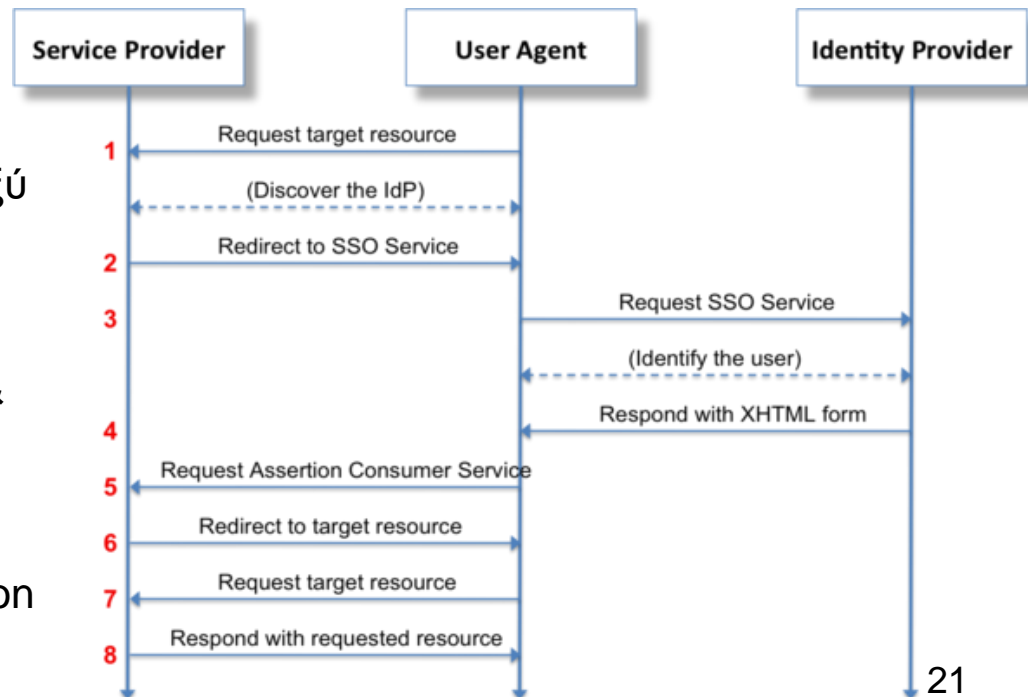 Service Provider
User Agent
Identity Provider
1 Request target resource
ξύ
(Discover the IdP)
2 Redirect to SSO Service
3 Request SSO Service
(Identify the user)
&
4 Respond with XHTML form
5 Request Assertion Consumer Service
6 Redirect to target resource
on
7 Request target resource
8 Respond with requested resource
21